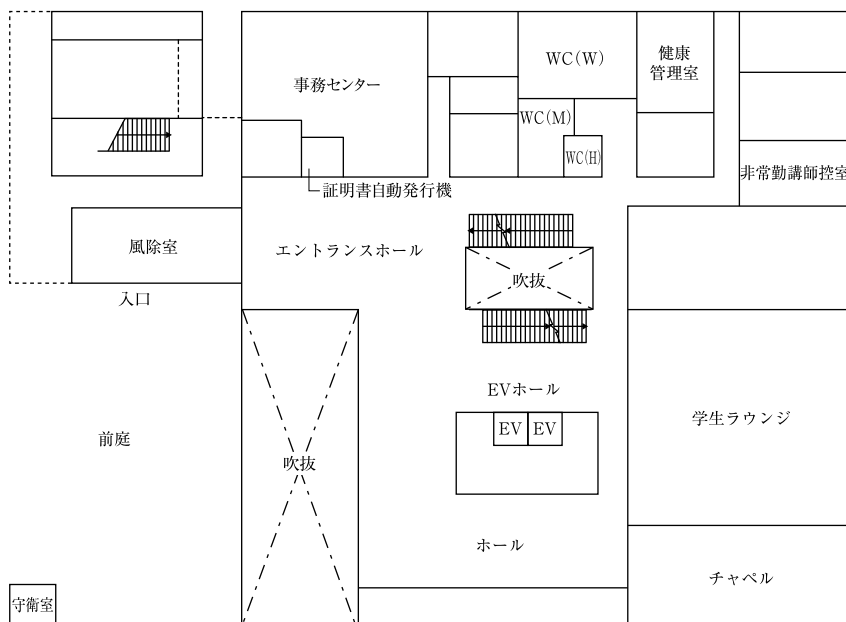 WC(W)
健康
管理室
事務センター
WC(M)
WC(H)
非常勤講師控室
証明書自動発行機
風除室
エントランスホール
吹抜
入口
EVホール
学生ラウンジ
EV
EV
前庭
吹抜
ホール
チャペル
守衛室